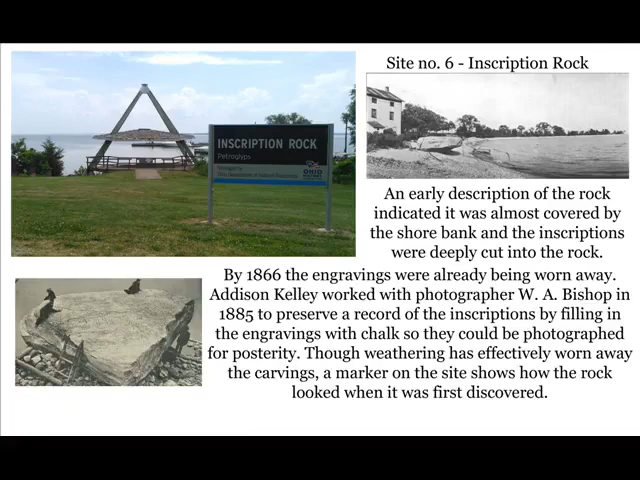 Site no. 6 - Inscription Rock
INSCRIPTION ROCK
Petroglyps
OHIO
An early description of the rock
indicated it was almost covered by
the shore bank and the inscriptions
were deeply cut into the rock.
By 1866 the engravings were already being worn away.
Addison Kelley worked with photographer W. A. Bishop in
1885 to preserve a record of the inscriptions by filling in
the engravings with chalk so they could be photographed
for posterity. Though weathering has effectively worn away
the carvings, a marker on the site shows how the rock
looked when it was first discovered.